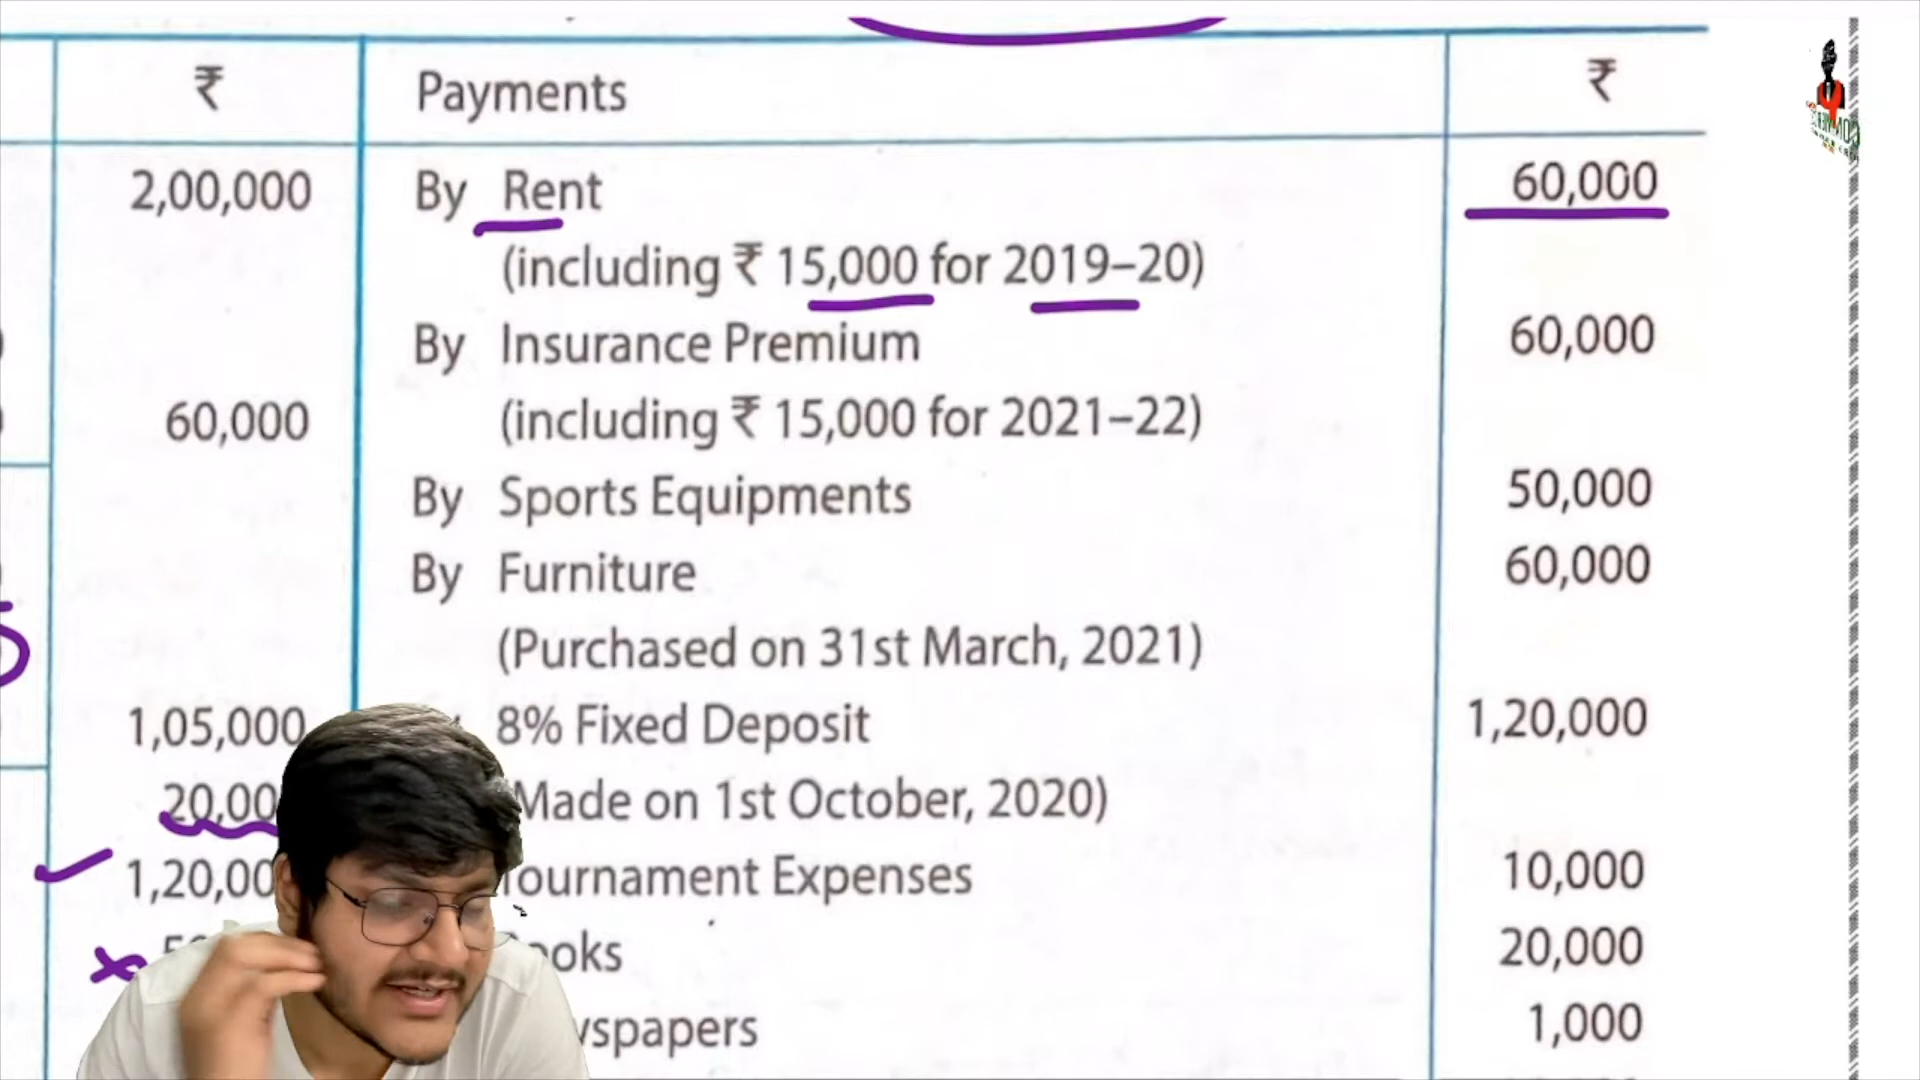 ₹ Payments ₹
2,00,000 By Rent 60,000
(including ₹ 15,000 for 2019–20)
By Insurance Premium 60,000
60,000 (including ₹ 15,000 for 2021–22)
By Sports Equipments 50,000
By Furniture 60,000
(Purchased on 31st March, 2021)
1,05,000 8% Fixed Deposit 1,20,000
Made on 1st October, 2020)
Tournament Expenses 10,000
20,000
1,000